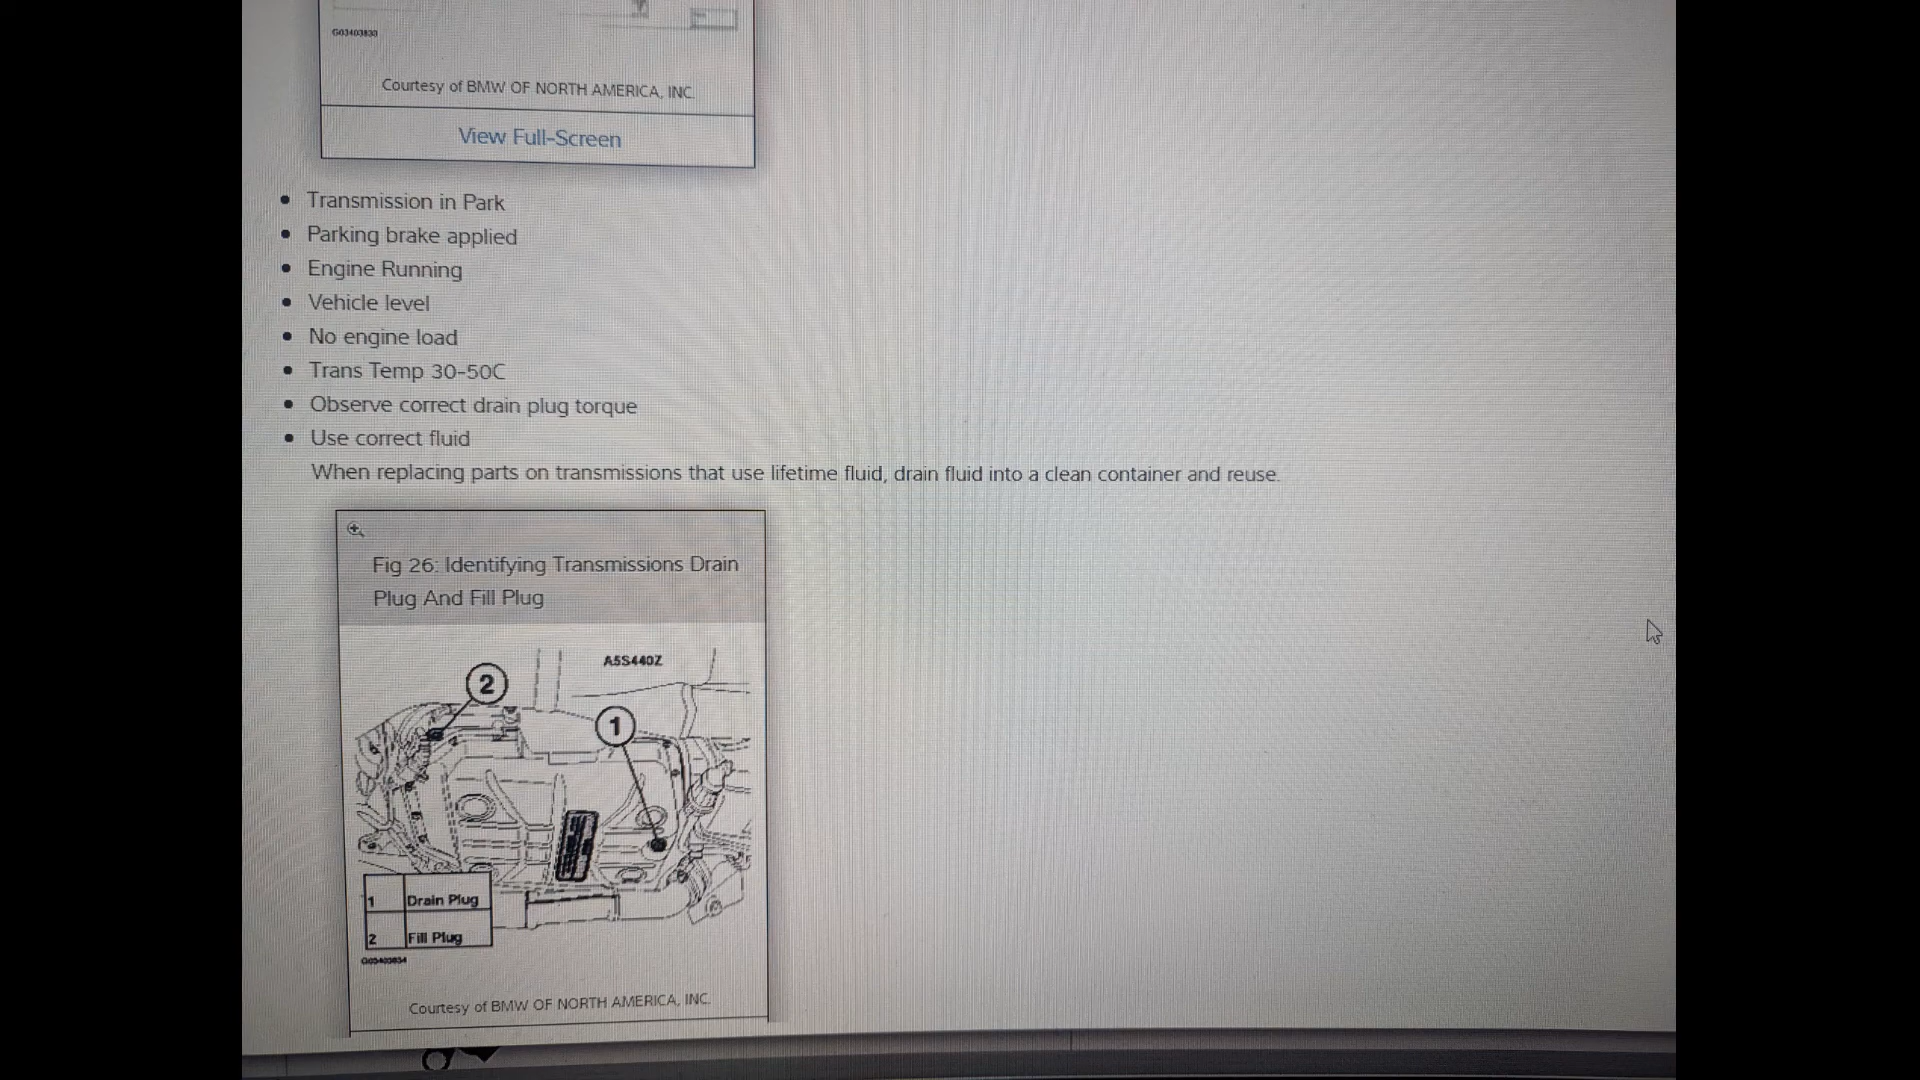 G03403833
Courtesy of BMW OF NORTH AMERICA, INC.
View Full-Screen
• Transmission in Park
• Parking brake applied
• Engine Running
• Vehicle level
• No engine load
• Trans Temp 30-50C
• Observe correct drain plug torque
• Use correct fluid
When replacing parts on transmissions that use lifetime fluid, drain fluid into a clean container and reuse.
Fig 26: Identifying Transmissions Drain
Plug And Fill Plug
A5S440Z
2
1
1 Drain Plug
2 Fill Plug
G03403834
Courtesy of BMW OF NORTH AMERICA, INC.